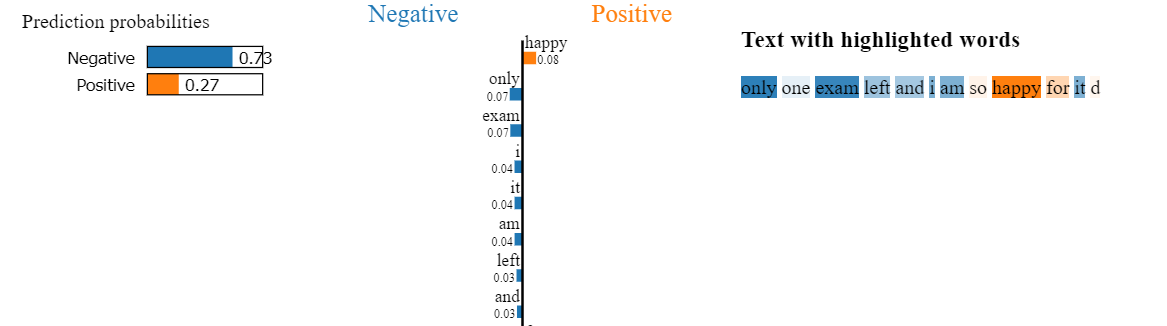 Prediction probabilities
Negative 0.73
Positive 0.27
Negative Positive
happy
0.08
only
0.07
exam
0.07
i
0.04
it
0.04
am
0.04
left
0.03
and
0.03
Text with highlighted words
only one exam left and i am so happy for it d